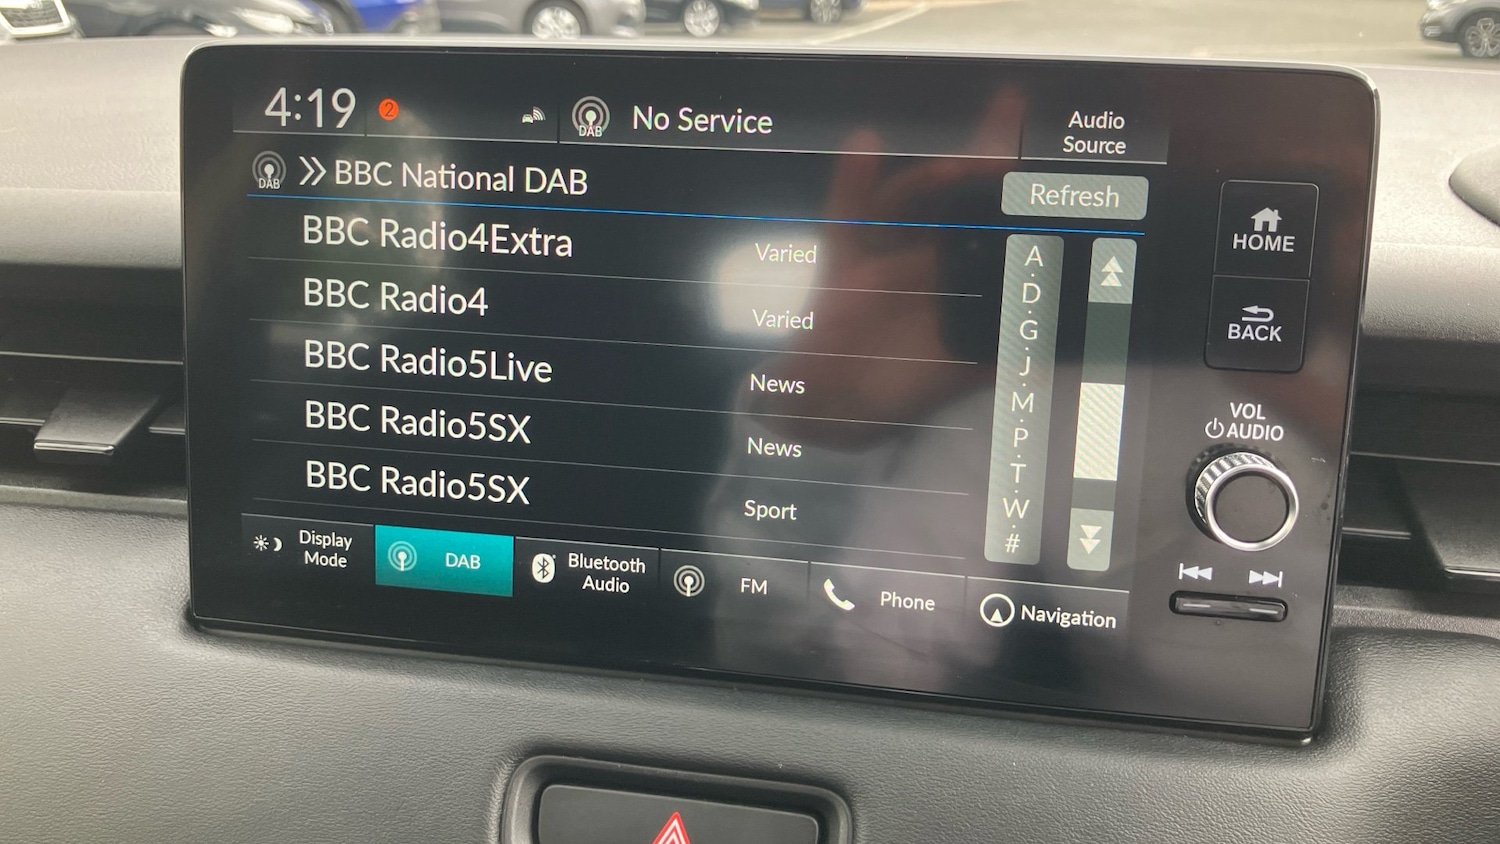 4:19
2
DAB
No Service
Audio
Source
DAB
BBC National DAB
Refresh
BBC Radio4Extra
Varied
BBC Radio4
Varied
BBC Radio5Live
News
BBC Radio5SX
News
BBC Radio5SX
Sport
A
D
G
J
M
P
T
W
#
HOME
BACK
VOL
AUDIO
Display
Mode
DAB
Bluetooth
Audio
FM
Phone
Navigation